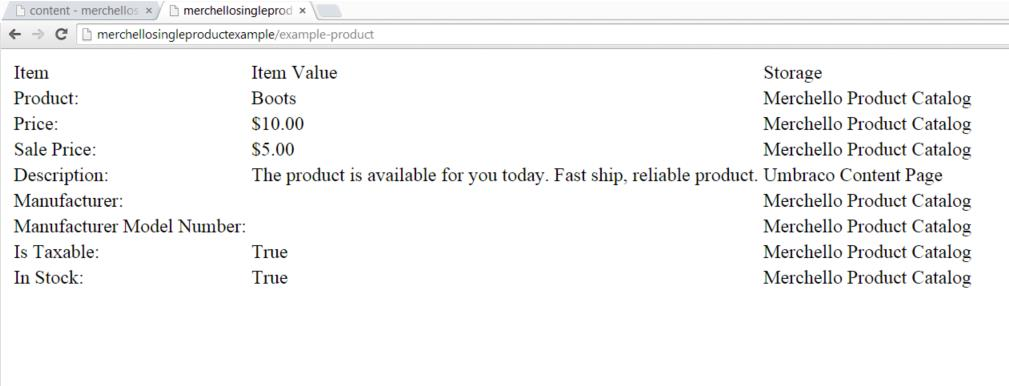 content - merchellos
merchellosingleprod
merchellosingleproductexample/example-product
Item Item Value Storage
Product: Boots Merchello Product Catalog
Price: $10.00 Merchello Product Catalog
Sale Price: $5.00 Merchello Product Catalog
Description: The product is available for you today. Fast ship, reliable product. Umbraco Content Page
Manufacturer: Merchello Product Catalog
Manufacturer Model Number: Merchello Product Catalog
Is Taxable: True Merchello Product Catalog
In Stock: True Merchello Product Catalog